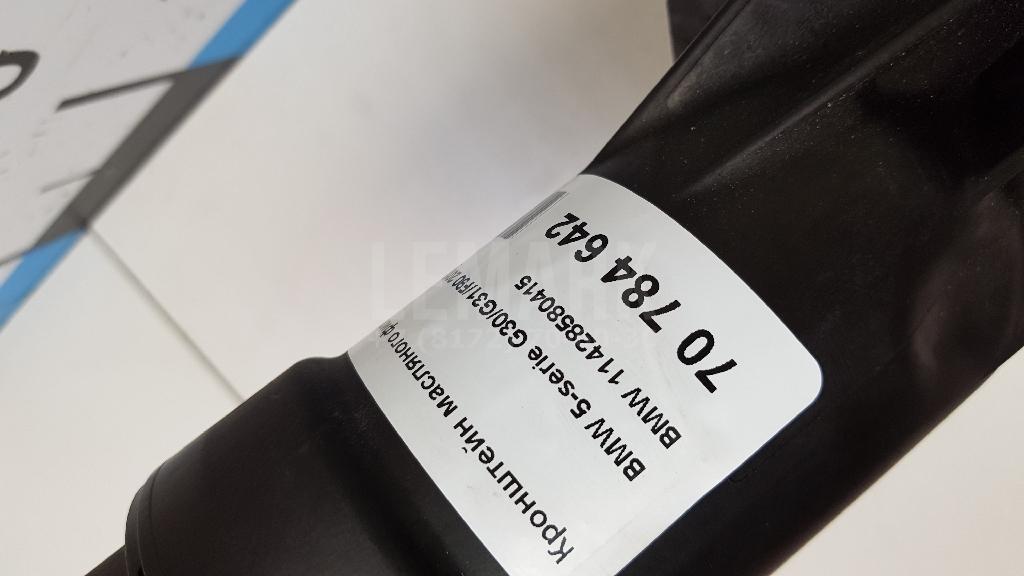 70 784 642
BMW 11428580415
BMW 5-serie G30/G31/F90
Кронштейн масляного ф
LEMARK